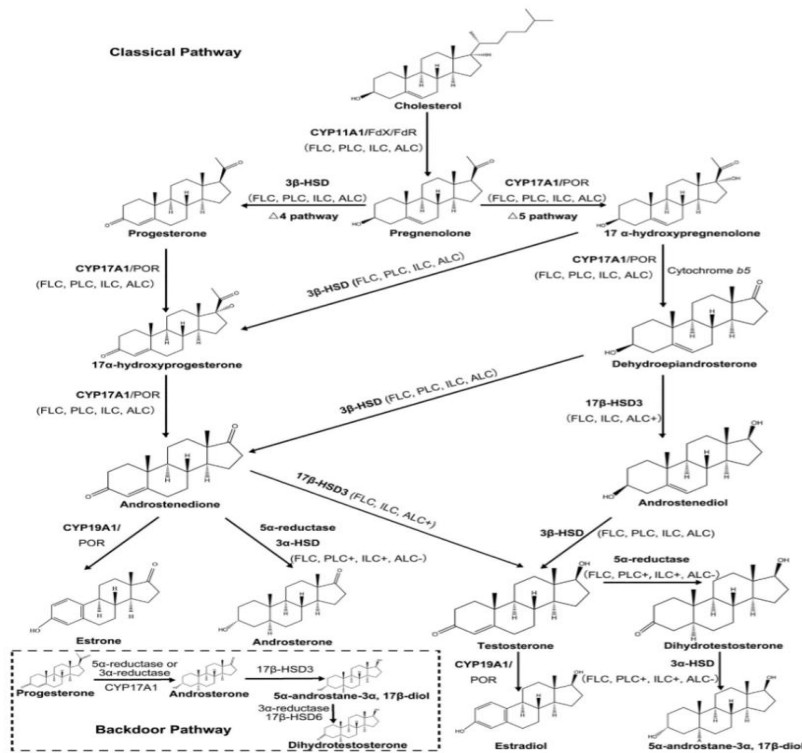 Classical Pathway
OH
HO
Cholesterol
CYP11A1/FdX/FdR
(FLC, PLC, ILC, ALC)
3β-HSD
(FLC, PLC, ILC, ALC)
△4 pathway
CYP17A1/POR
(FLC, PLC, ILC, ALC)
△5 pathway
Progesterone
Pregnenolone
17 α-hydroxypregnenolone
CYP17A1/POR
(FLC, PLC, ILC, ALC)
3β-HSD (FLC, PLC, ILC, ALC)
CYP17A1/POR
(FLC, PLC, ILC, ALC)
Cytochrome b5
17α-hydroxyprogesterone
Dehydroepiandrosterone
CYP17A1/POR
(FLC, PLC, ILC, ALC)
3β-HSD (FLC, PLC, ILC, ALC)
17β-HSD3
(FLC, ILC, ALC+)
Androstenedione
17β-HSD3 (FLC, ILC, ALC+)
Androstenediol
CYP19A1/
POR
5α-reductase
3α-HSD
(FLC, PLC+, ILC+, ALC-)
3β-HSD (FLC, PLC, ILC, ALC)
5α-reductase
(FLC, PLC+, ILC+, ALC-)
Estrone
Androsterone
Testosterone
Dihydrotestosterone
CYP19A1/
POR
3α-HSD
(FLC, PLC+, ILC+, ALC-)
Estradiol
5α-androstane-3α, 17β-diol
Progesterone
5α-reductase or
3α-reductase
CYP17A1
Androsterone
17β-HSD3
5α-androstane-3α, 17β-diol
3α-reductase
17β-HSD6
Dihydrotestosterone
Backdoor Pathway